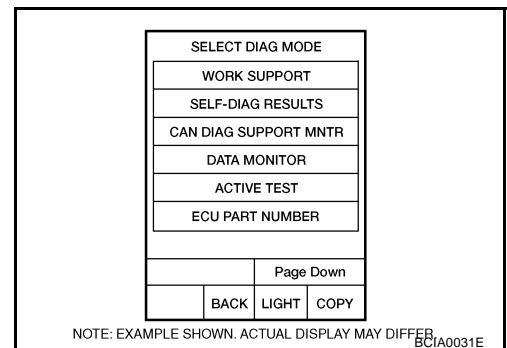 SELECT DIAG MODE
WORK SUPPORT
SELF-DIAG RESULTS
CAN DIAG SUPPORT MNTR
DATA MONITOR
ACTIVE TEST
ECU PART NUMBER
Page Down
BACK LIGHT COPY
NOTE: EXAMPLE SHOWN. ACTUAL DISPLAY MAY DIFFER
BCIA0031E